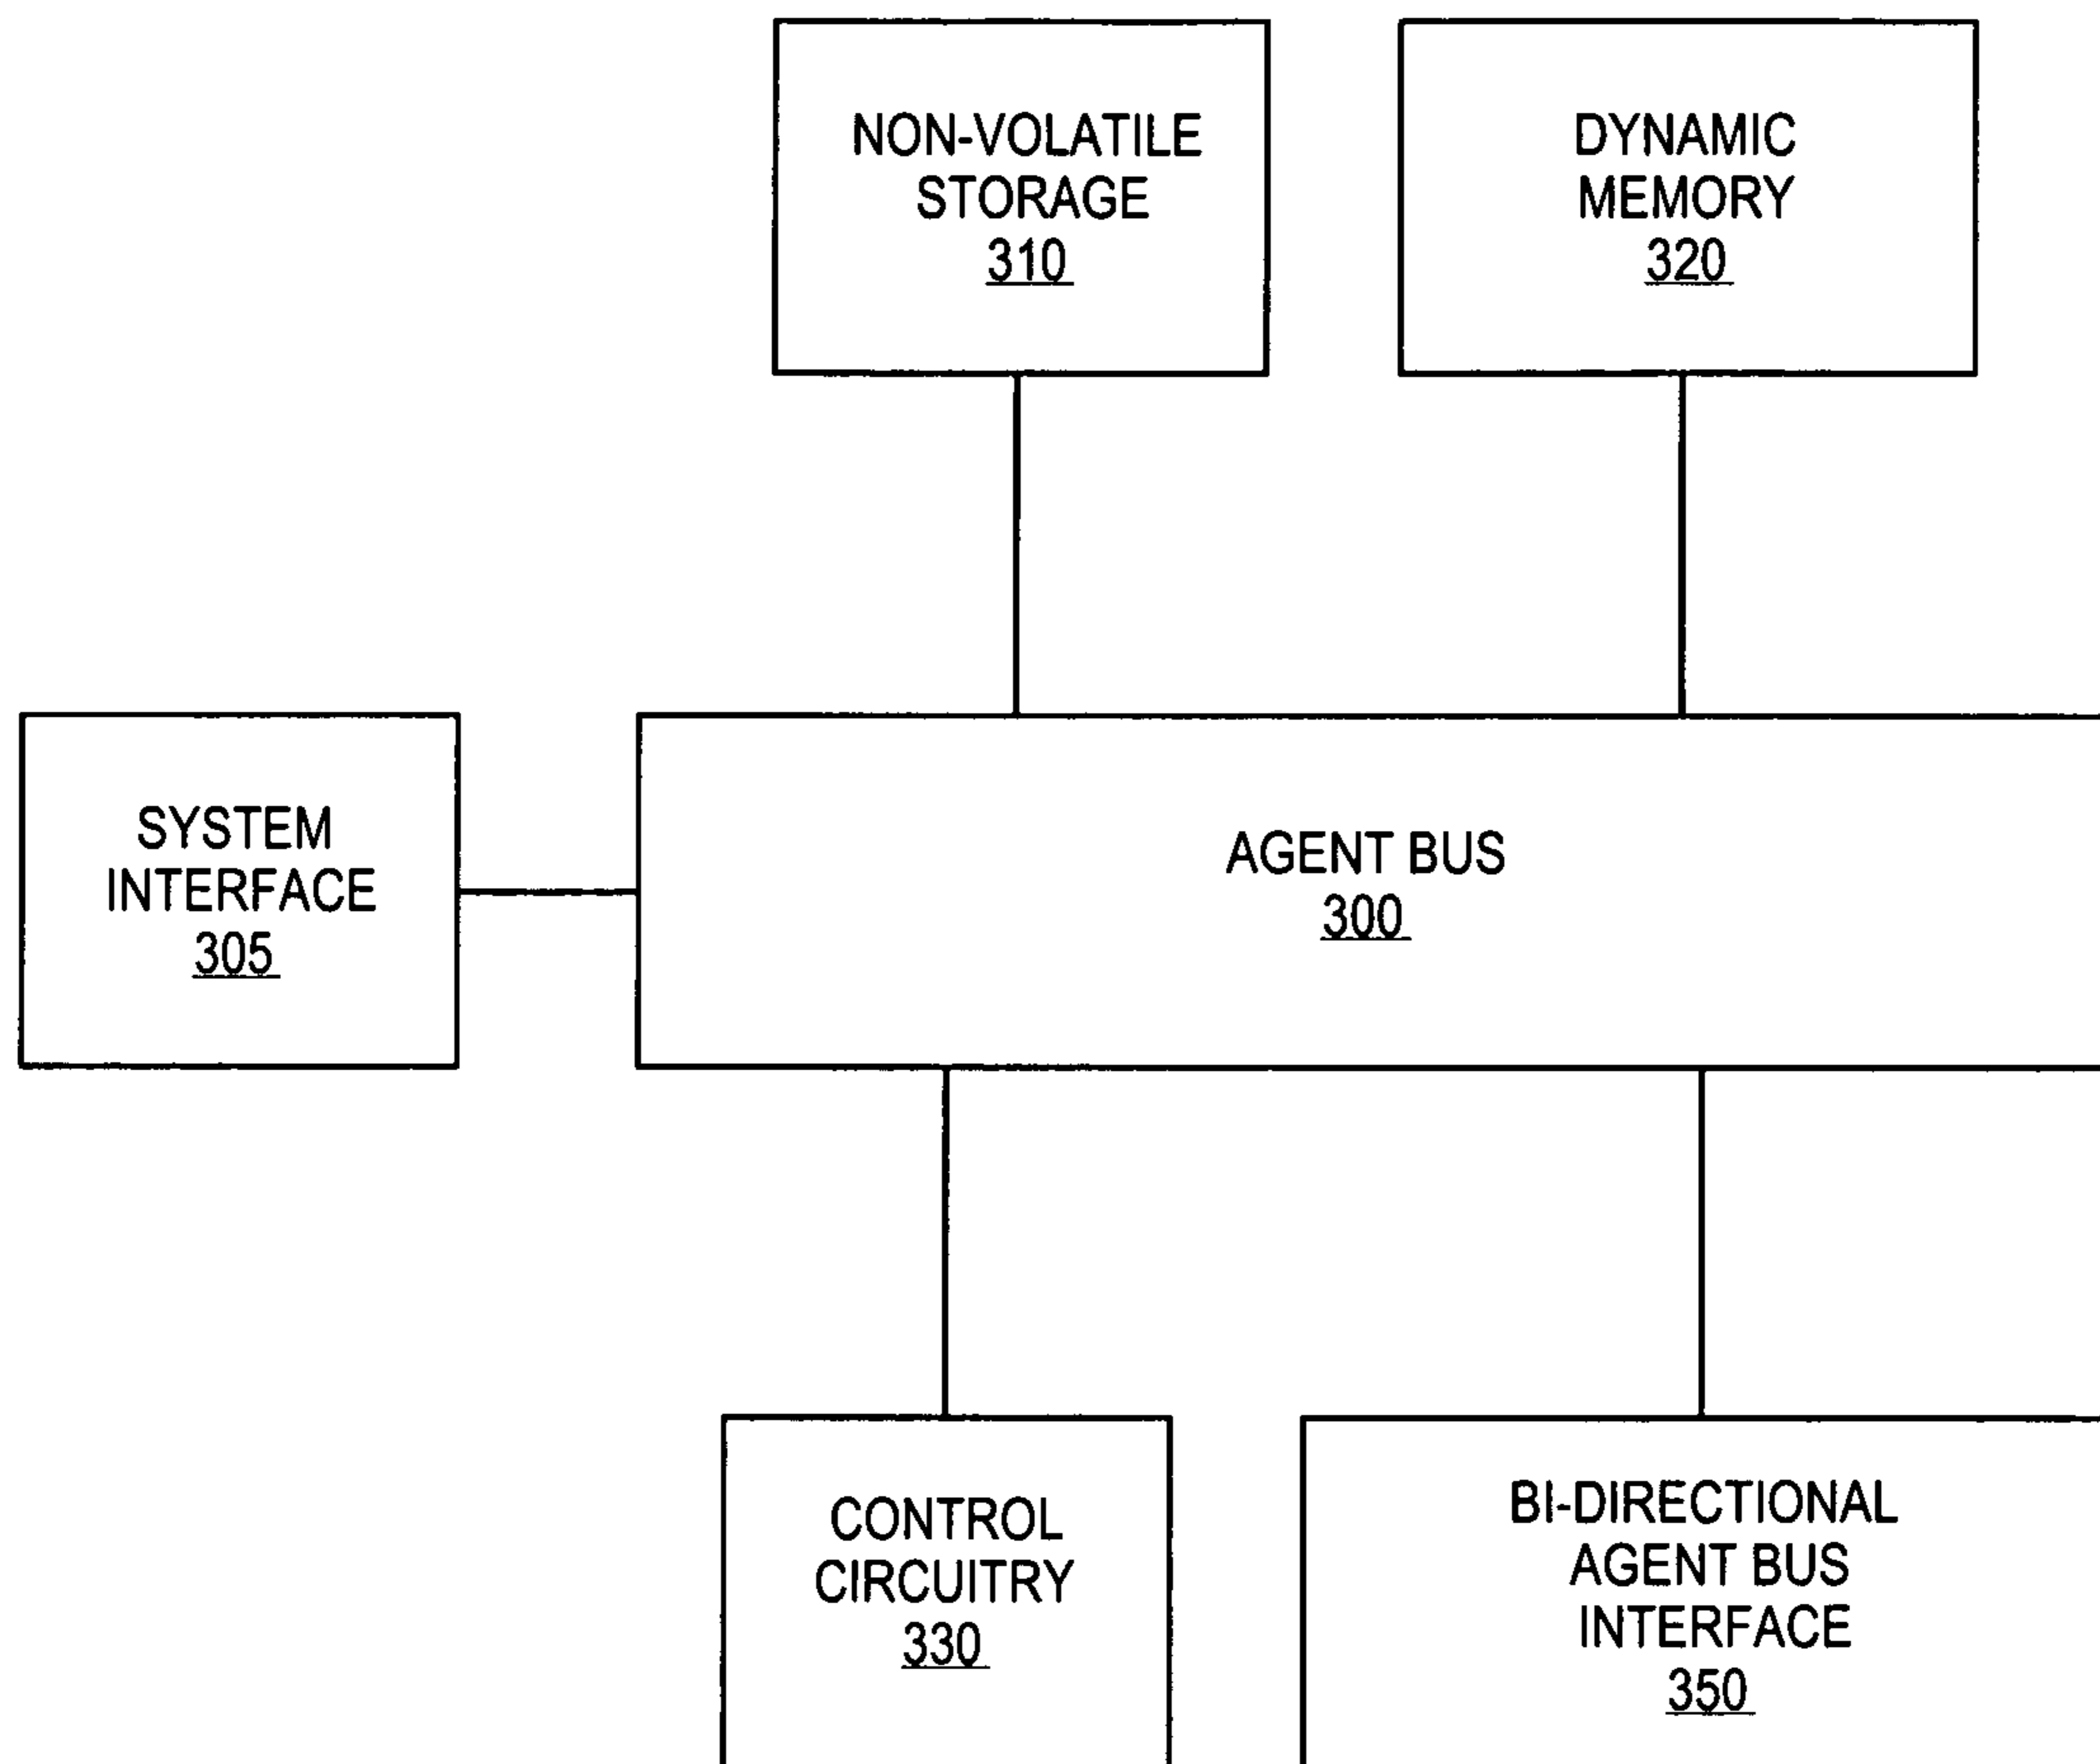 NON-VOLATILE
STORAGE
310
DYNAMIC
MEMORY
320
SYSTEM
INTERFACE
305
AGENT BUS
300
CONTROL
CIRCUITRY
330
BI-DIRECTIONAL
AGENT BUS
INTERFACE
350